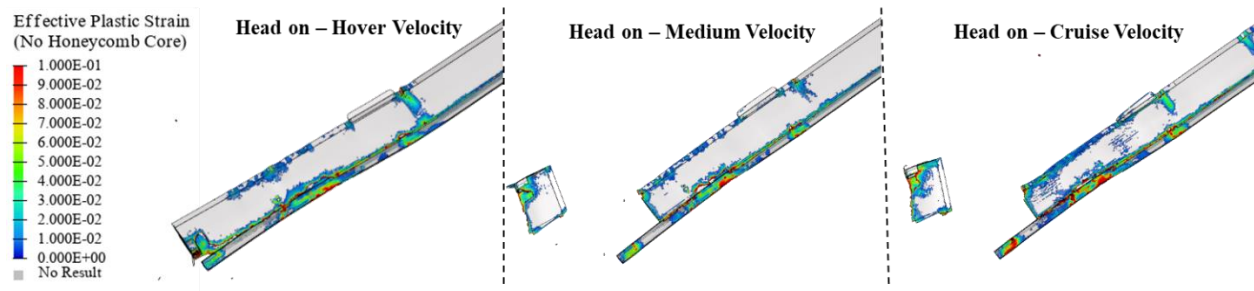 Effective Plastic Strain
(No Honeycomb Core)
1.000E-01
9.000E-02
8.000E-02
7.000E-02
6.000E-02
5.000E-02
4.000E-02
3.000E-02
2.000E-02
1.000E-02
0.000E+00
No Result
Head on – Hover Velocity
Head on – Medium Velocity
Head on – Cruise Velocity